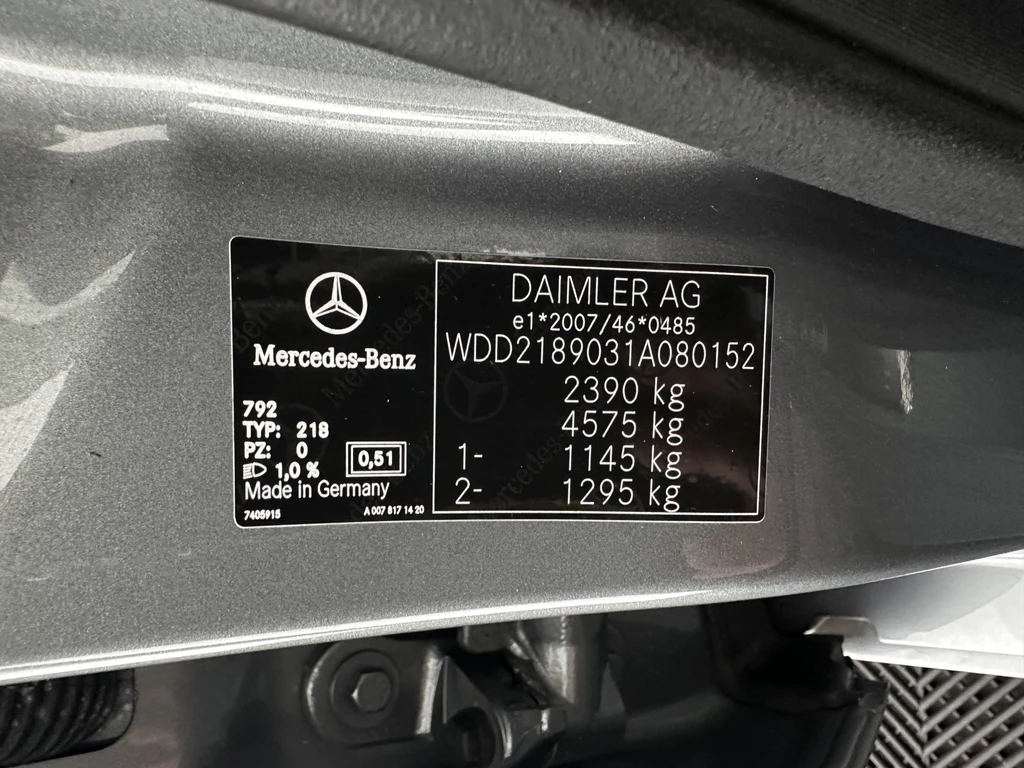 Mercedes-Benz
792
TYP: 218
PZ: 0
1,0 %
0,51
Made in Germany
7405915
A 007 817 14 20
DAIMLER AG
e1*2007/46*0485
WDD2189031A080152
2390 kg
4575 kg
1- 1145 kg
2- 1295 kg